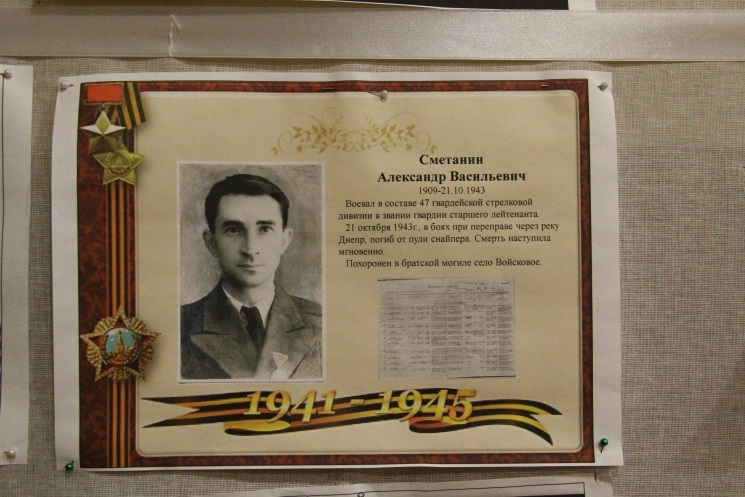 Сметанин
Александр Васильевич
1909-21.10.1943
Воевал в составе 47 гвардейской стрелковой
дивизии в звании гвардии старшего лейтенанта.
21 октября 1943г., в боях при переправе через реку
Днепр, погиб от пули снайпера. Смерть наступила
мгновенно.
Похоронен в братской могиле село Войсковое.
1941 - 1945